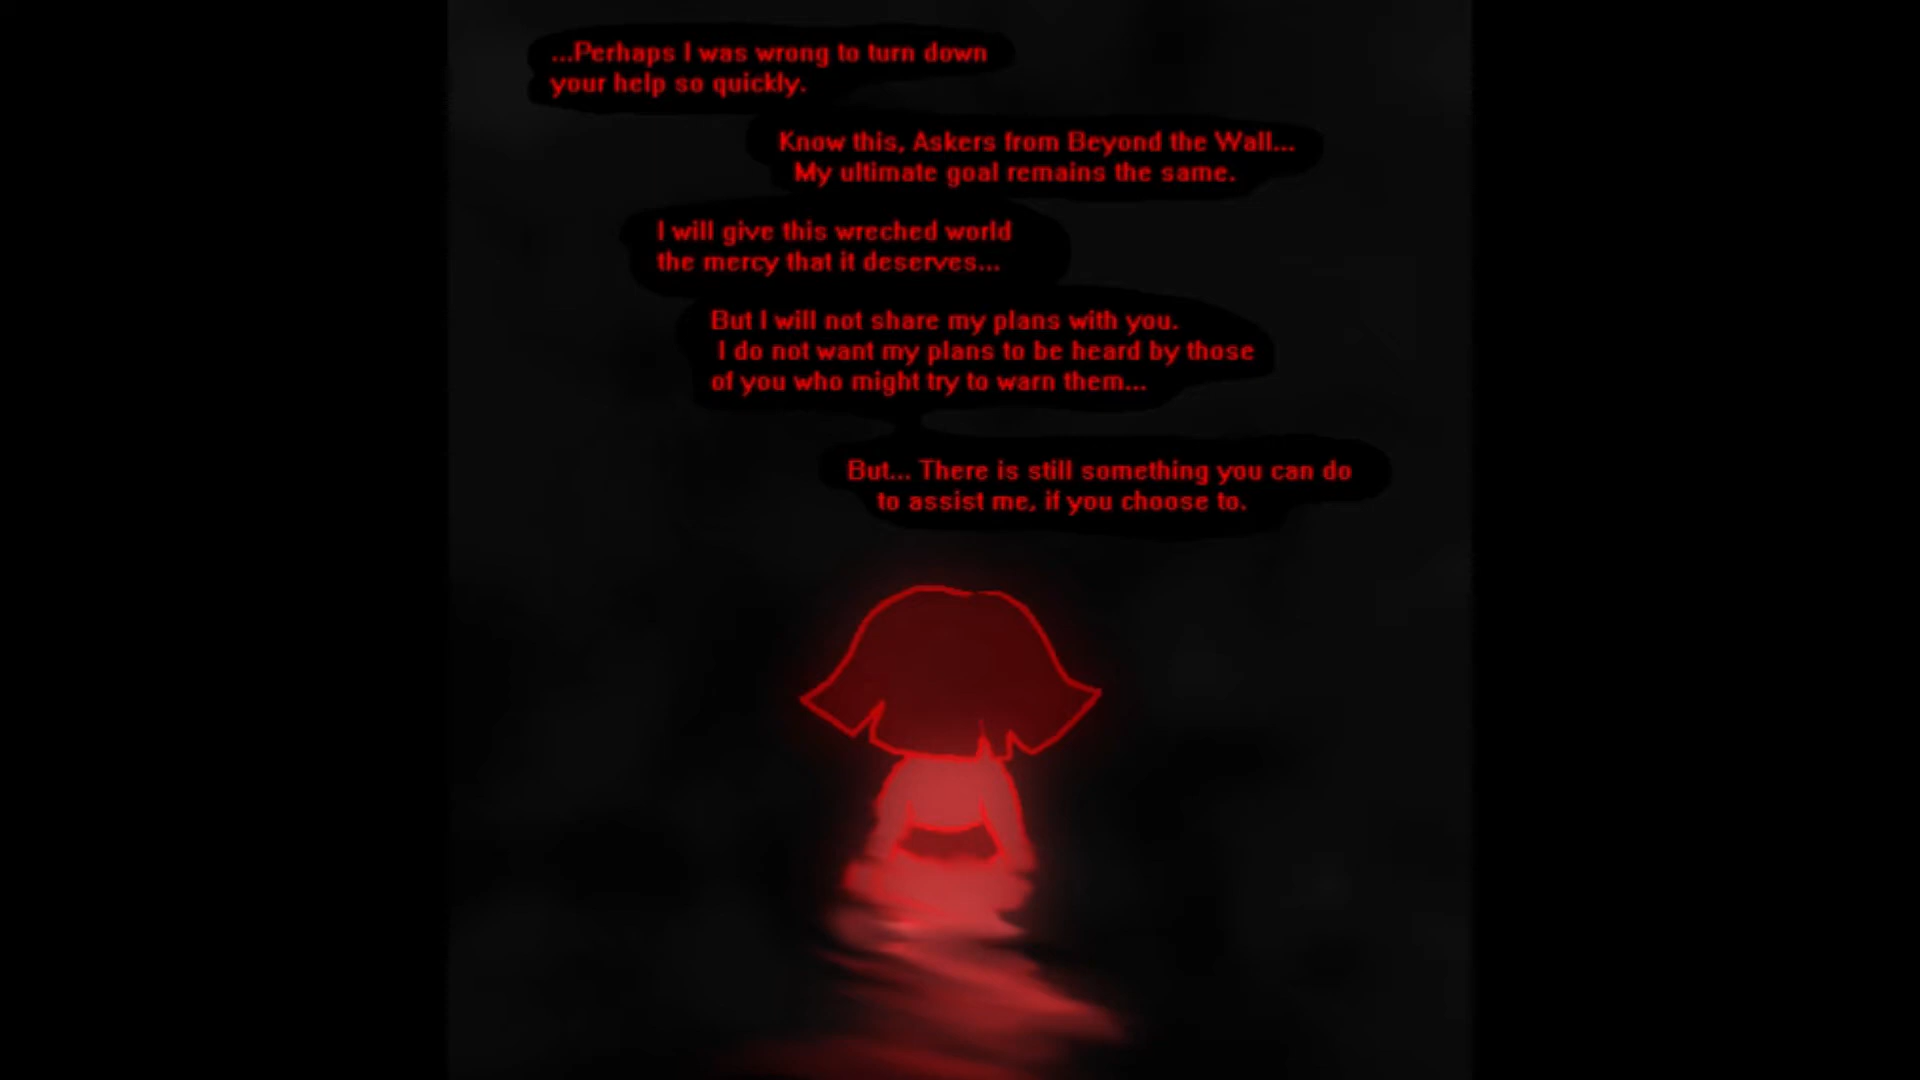 ...Perhaps I was wrong to turn down
your help so quickly.
Know this, Askers from Beyond the Wall...
My ultimate goal remains the same.
I will give this wreched world
the mercy that it deserves...
But I will not share my plans with you.
I do not want my plans to be heard by those
of you who might try to warn them...
But... There is still something you can do
to assist me, if you choose to.